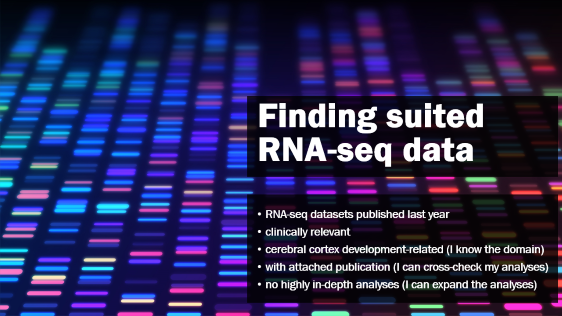 Finding suited
RNA-seq data
• RNA-seq datasets published last year
• clinically relevant
• cerebral cortex development-related (I know the domain)
• with attached publication (I can cross-check my analyses)
• no highly in-depth analyses (I can expand the analyses)